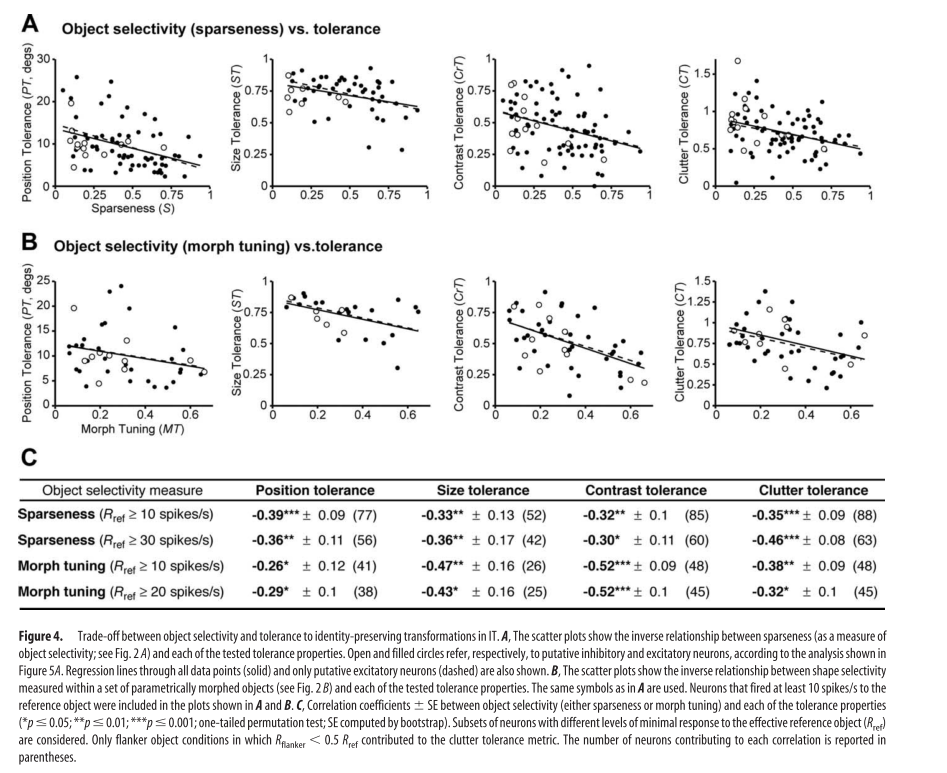 A Object selectivity (sparseness) vs. tolerance
Position Tolerance (PT, degs)
30
20
10
0
0 0.25 0.5 0.75 1
Sparseness (S)
Size Tolerance (ST)
1
0.75
0.5
0.25
0
0 0.25 0.5 0.75 1
Contrast Tolerance (CrT)
1
0.75
0.5
0.25
0
0 0.25 0.5 0.75 1
Clutter Tolerance (CT)
1.5
1
0.5
0
0 0.25 0.5 0.75 1
B Object selectivity (morph tuning) vs.tolerance
Position Tolerance (PT, degs)
25
20
15
10
5
0
0 0.2 0.4 0.6
Morph Tuning (MT)
Size Tolerance (ST)
1
0.75
0.5
0.25
0
0 0.2 0.4 0.6
Contrast Tolerance (CrT)
1
0.75
0.5
0.25
0
0 0.2 0.4 0.6
Clutter Tolerance (CT)
1.5
1.25
1
0.75
0.5
0.25
0
0 0.2 0.4 0.6
C
Object selectivity measure Position tolerance Size tolerance Contrast tolerance Clutter tolerance
Sparseness (Rref ≥ 10 spikes/s) -0.39*** ± 0.09 (77) -0.33** ± 0.13 (52) -0.32** ± 0.1 (85) -0.35*** ± 0.09 (88)
Sparseness (Rref ≥ 30 spikes/s) -0.36** ± 0.11 (56) -0.36** ± 0.17 (42) -0.30* ± 0.11 (60) -0.46*** ± 0.08 (63)
Morph tuning (Rref ≥ 10 spikes/s) -0.26* ± 0.12 (41) -0.47** ± 0.16 (26) -0.52*** ± 0.09 (48) -0.38** ± 0.09 (48)
Morph tuning (Rref ≥ 20 spikes/s) -0.29* ± 0.1 (38) -0.43* ± 0.16 (25) -0.52*** ± 0.1 (45) -0.32* ± 0.1 (45)
Figure 4. Trade-off between object selectivity and tolerance to identity-preserving transformations in IT. A, The scatter plots show the inverse relationship between sparseness (as a measure of
object selectivity; see Fig. 2 A) and each of the tested tolerance properties. Open and filled circles refer, respectively, to putative inhibitory and excitatory neurons, according to the analysis shown in
Figure 5A. Regression lines through all data points (solid) and only putative excitatory neurons (dashed) are also shown. B, The scatter plots show the inverse relationship between shape selectivity
measured within a set of parametrically morphed objects (see Fig. 2 B) and each of the tested tolerance properties. The same symbols as in A are used. Neurons that fired at least 10 spikes/s to the
reference object were included in the plots shown in A and B. C, Correlation coefficients ± SE between object selectivity (either sparseness or morph tuning) and each of the tolerance properties
(*p ≤ 0.05; **p ≤ 0.01; ***p ≤ 0.001; one-tailed permutation test; SE computed by bootstrap). Subsets of neurons with different levels of minimal response to the effective reference object (Rref)
are considered. Only flanker object conditions in which Rflanker < 0.5 Rref contributed to the clutter tolerance metric. The number of neurons contributing to each correlation is reported in
parentheses.